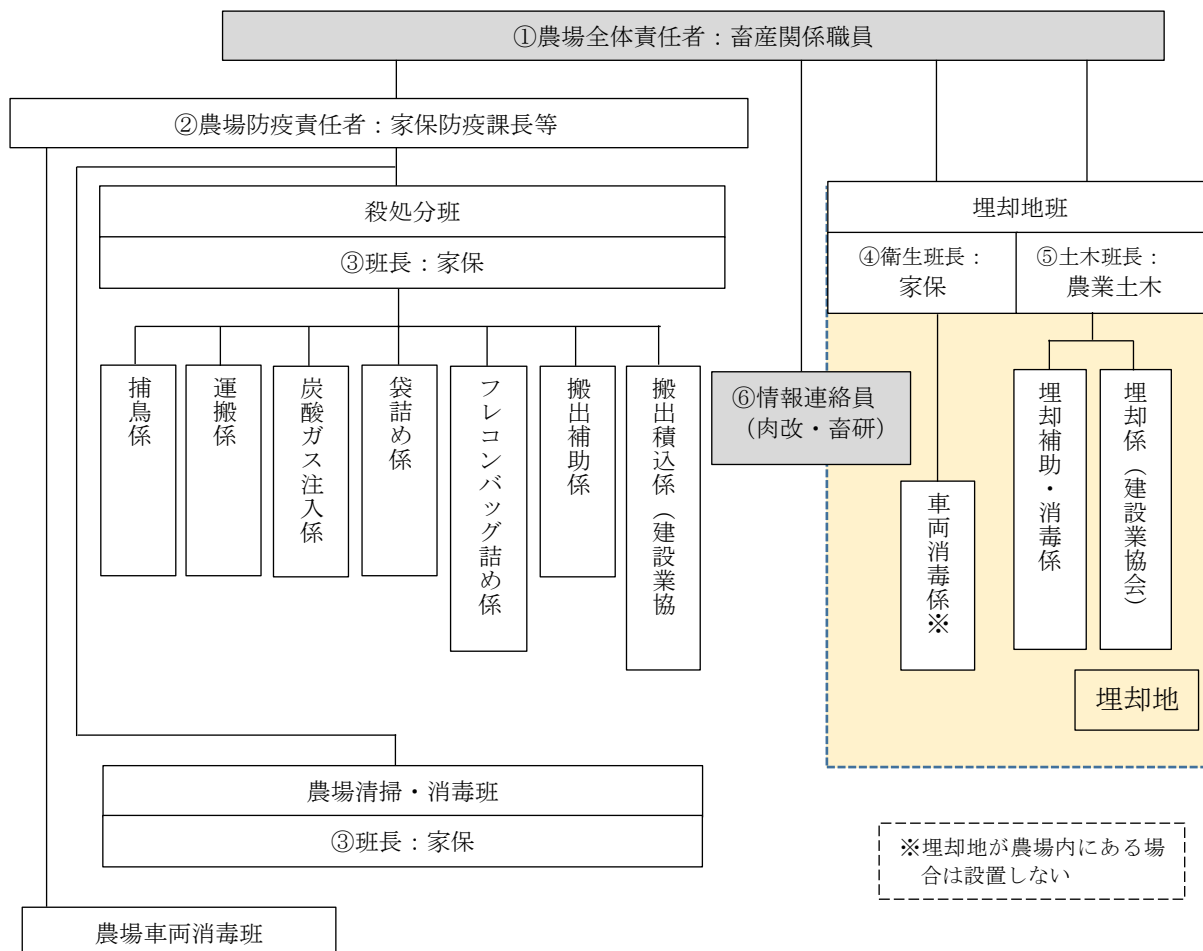 ①農場全体責任者：畜産関係職員
②農場防疫責任者：家保防疫課長等
殺処分班
③班長：家保
捕鳥係
運搬係
炭酸ガス注入係
袋詰め係
フレコンバッグ詰め係
搬出補助係
搬出積込係（建設業協
⑥情報連絡員
（肉改・畜研）
埋却地班
④衛生班長：
家保
⑤土木班長：
農業土木
車両消毒係※
埋却補助・消毒係
埋却係（建設業協会）
埋却地
農場清掃・消毒班
③班長：家保
※埋却地が農場内にある場
合は設置しない
農場車両消毒班